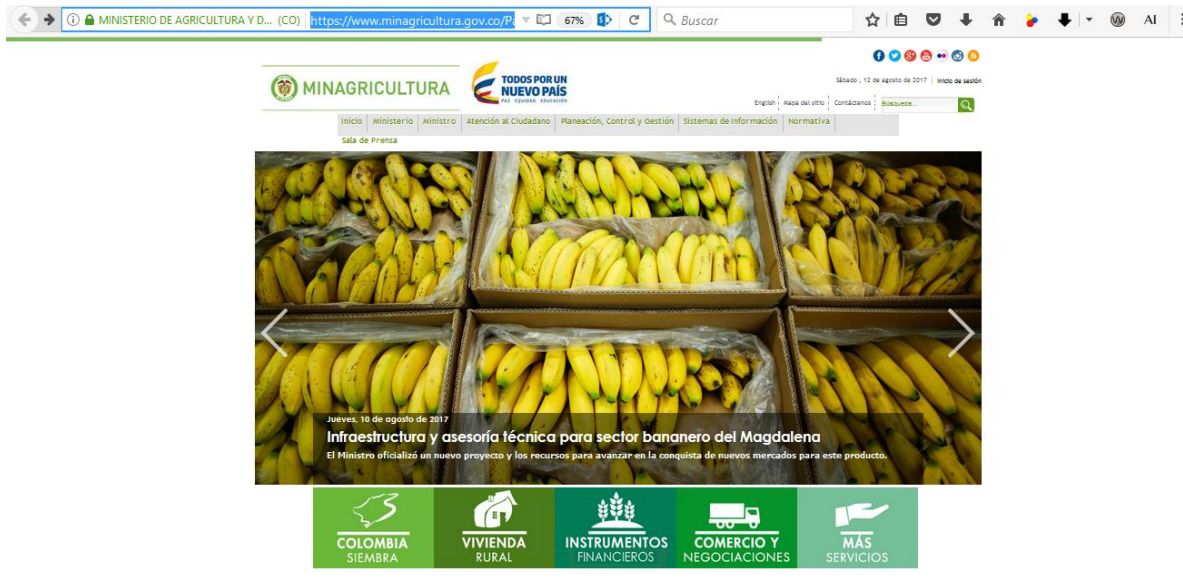 MINISTERIO DE AGRICULTURA Y D... (CO) https://www.minagricultura.gov.co/Pa 67% Buscar
MINAGRICULTURA
TODOS POR UN
NUEVO PAÍS
PAZ EQUIDAD EDUCACIÓN
Sábado , 12 de agosto de 2017 Inicio de sesión
English Mapa del sitio Contáctenos Búsqueda...
Inicio Ministerio Ministro Atención al Ciudadano Planeación, Control y Gestión Sistemas de Información Normativa
Sala de Prensa
Jueves, 10 de agosto de 2017
Infraestructura y asesoría técnica para sector bananero del Magdalena
El Ministro oficializó un nuevo proyecto y los recursos para avanzar en la conquista de nuevos mercados para este producto.
COLOMBIA
SIEMBRA
VIVIENDA
RURAL
INSTRUMENTOS
FINANCIEROS
COMERCIO Y
NEGOCIACIONES
MÁS
SERVICIOS